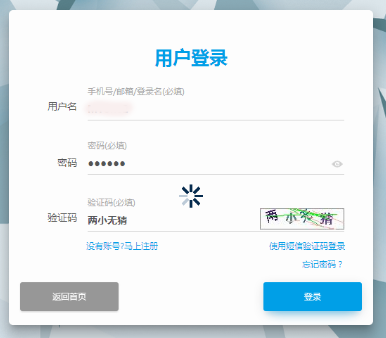 用户登录
手机号/邮箱/登录名(必填)
用户名
密码(必填)
密码 ●●●●●●
验证码(必填)
验证码 两小无猜 两小无猜
没有账号?马上注册 使用短信验证码登录
忘记密码？
返回首页 登录